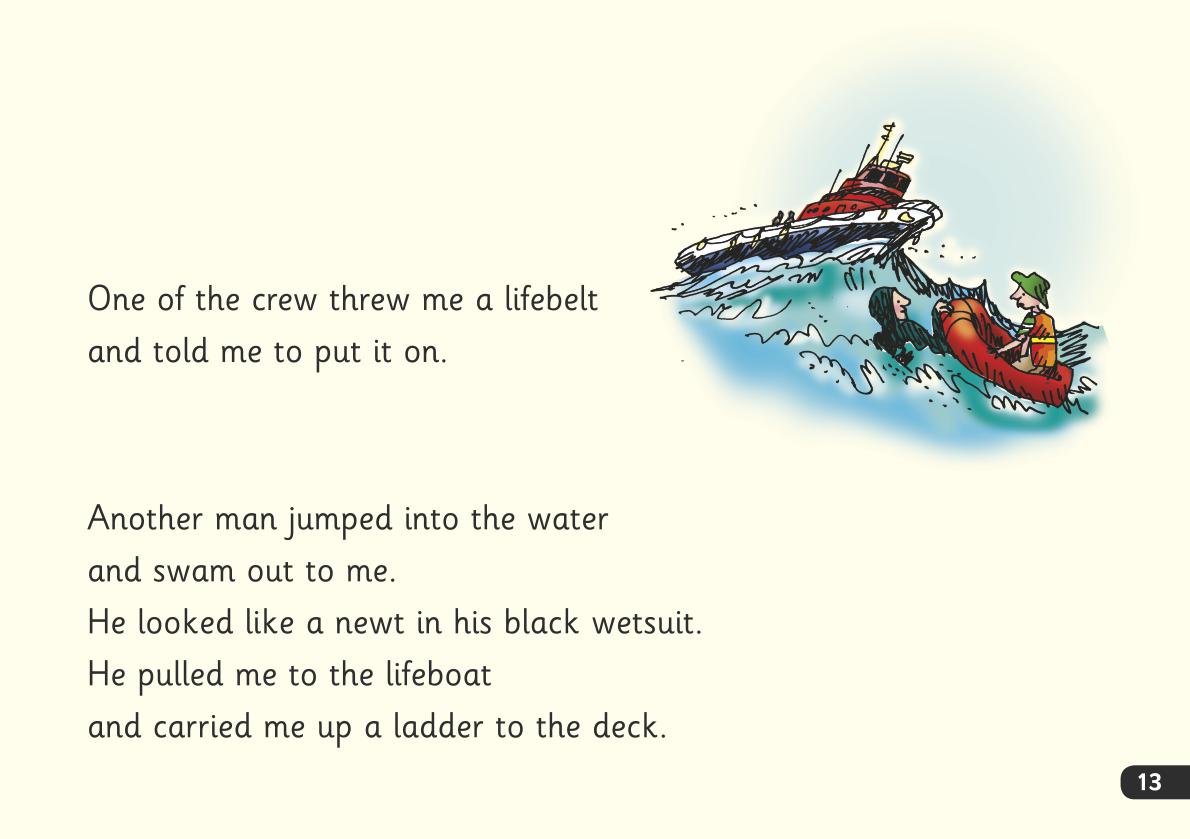 One of the crew threw me a lifebelt
and told me to put it on.
Another man jumped into the water
and swam out to me.
He looked like a newt in his black wetsuit.
He pulled me to the lifeboat
and carried me up a ladder to the deck.
13